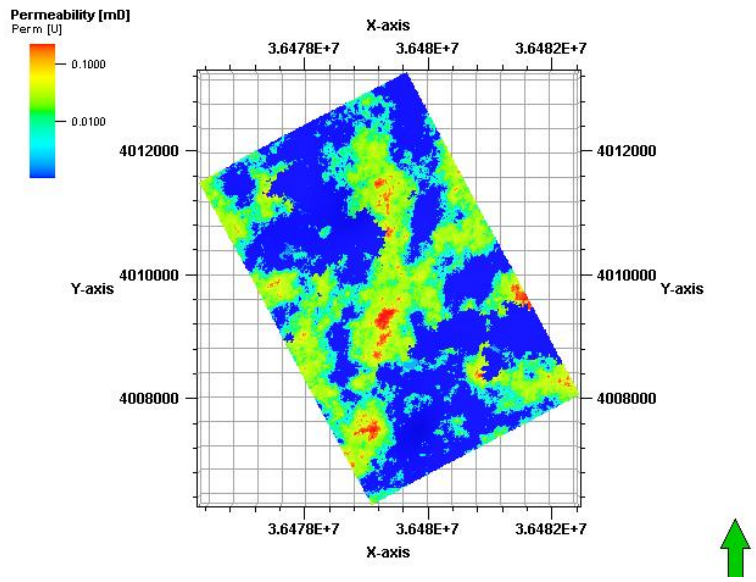 Permeability [mD]
Perm [U]
0.1000
0.0100
X-axis
3.6478E+7 3.648E+7 3.6482E+7
4012000 4012000
4010000 4010000
Y-axis Y-axis
4008000 4008000
3.6478E+7 3.648E+7 3.6482E+7
X-axis